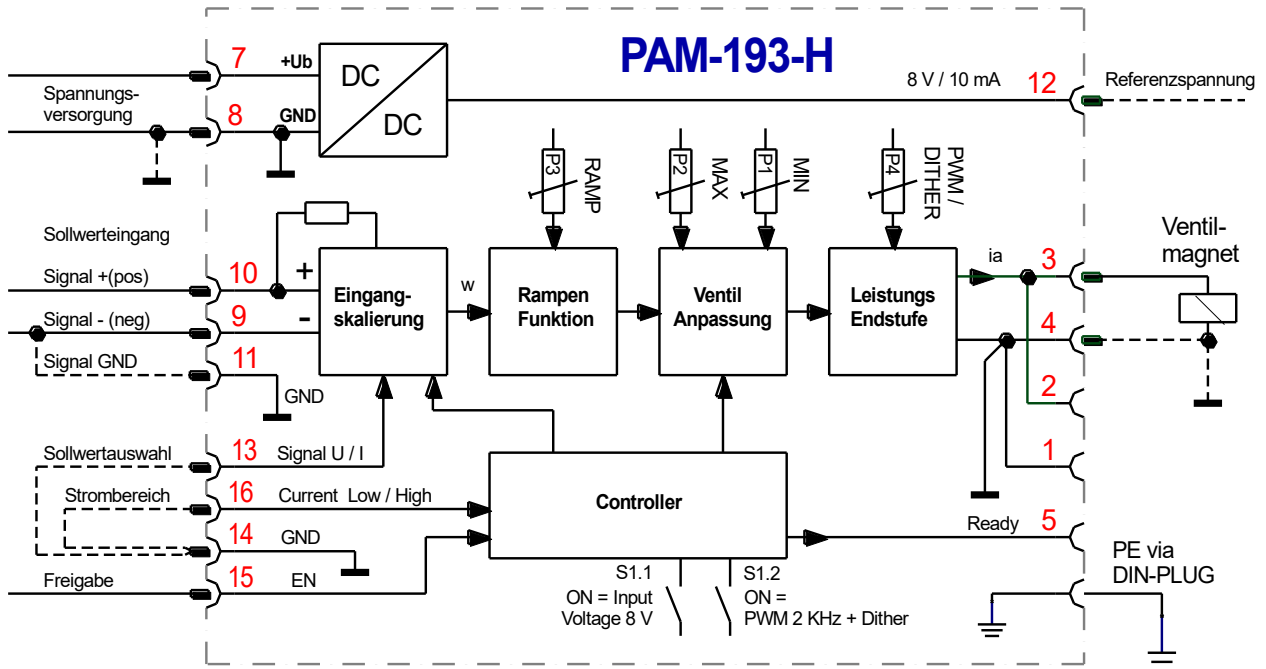 PAM-193-H
7
+Ub
Spannungs-
versorgung
8
GND
DC
DC
8 V / 10 mA
12
Referenzspannung
P3
RAMP
P2
MAX
P1
MIN
P4
PWM /
DITHER
Sollwerteingang
Signal +(pos)
10
+
Eingang-
skalierung
w
Rampen
Funktion
Ventil
Anpassung
Leistungs
Endstufe
ia
3
Ventil-
magnet
Signal - (neg)
9
-
4
Signal GND
11
GND
2
Sollwertauswahl
13
Signal U / I
1
Strombereich
16
Current Low / High
Controller
14
GND
Ready
5
Freigabe
15
EN
S1.1
ON = Input
Voltage 8 V
S1.2
ON =
PWM 2 KHz + Dither
PE via
DIN-PLUG